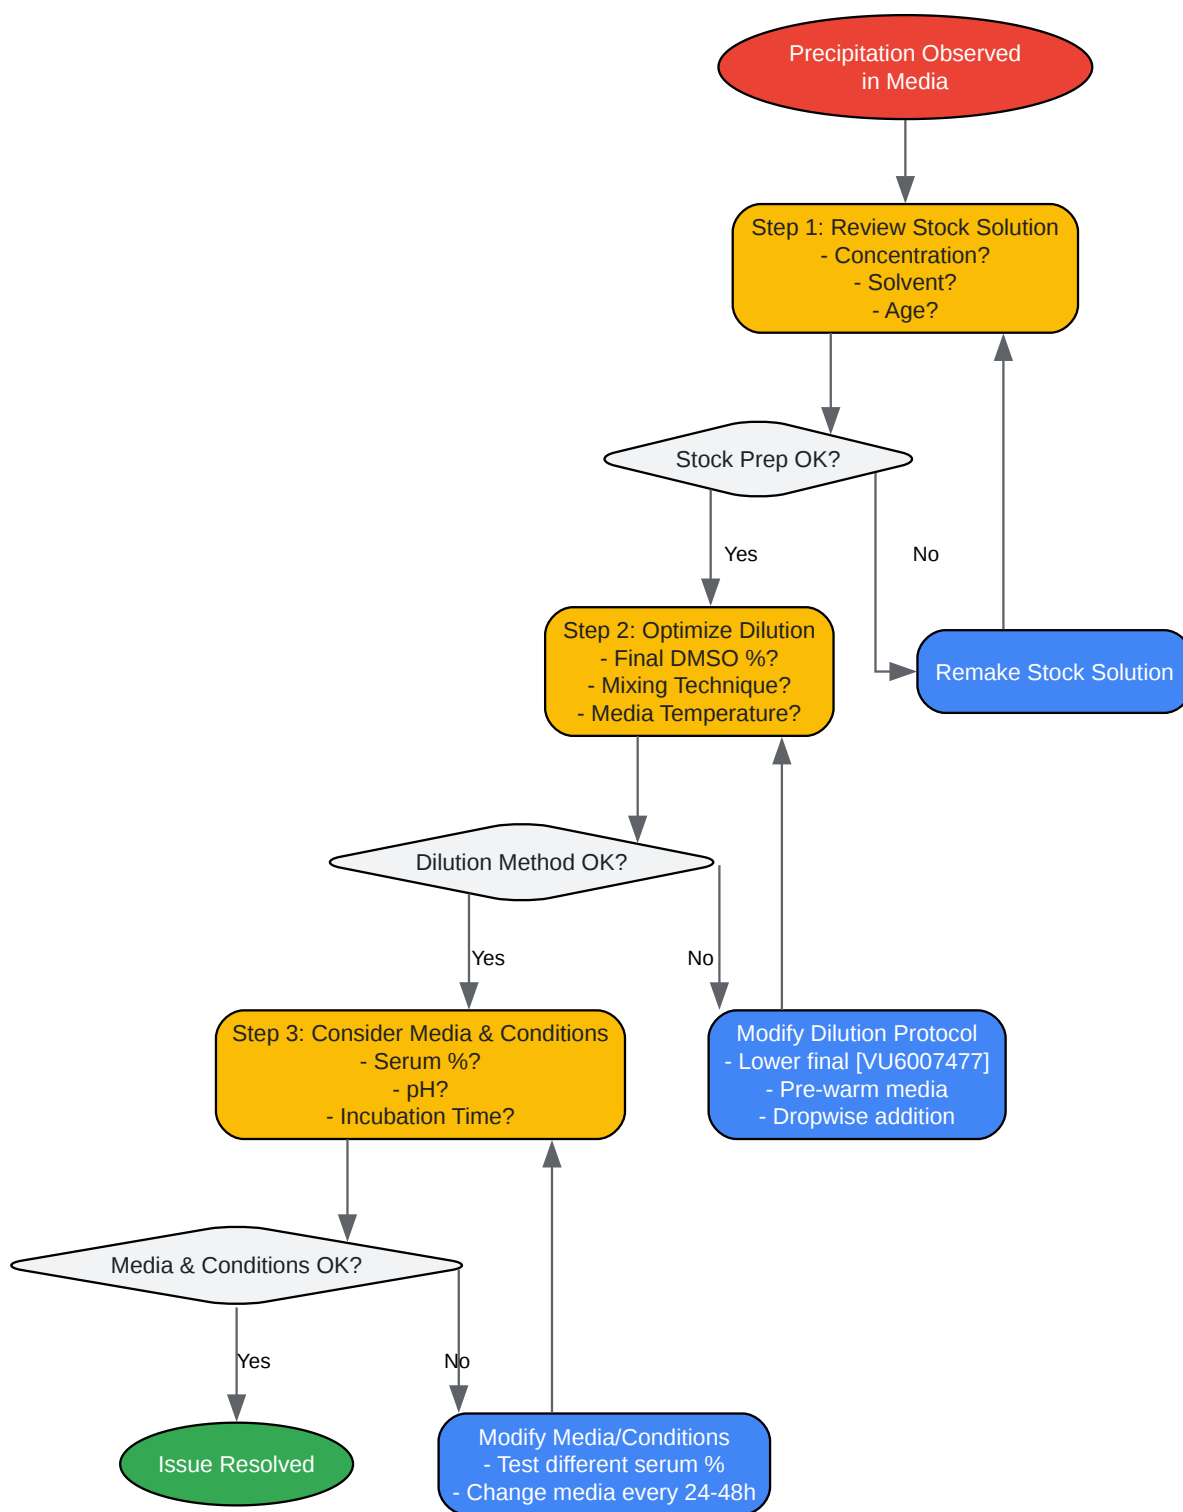 Precipitation Observed
in Media
Step 1: Review Stock Solution
- Concentration?
- Solvent?
- Age?
Stock Prep OK?
Yes
No
Step 2: Optimize Dilution
- Final DMSO %?
- Mixing Technique?
- Media Temperature?
Remake Stock Solution
Dilution Method OK?
Yes
No
Step 3: Consider Media & Conditions
- Serum %?
- pH?
- Incubation Time?
Modify Dilution Protocol
- Lower final [VU6007477]
- Pre-warm media
- Dropwise addition
Media & Conditions OK?
Yes
No
Issue Resolved
Modify Media/Conditions
- Test different serum %
- Change media every 24-48h